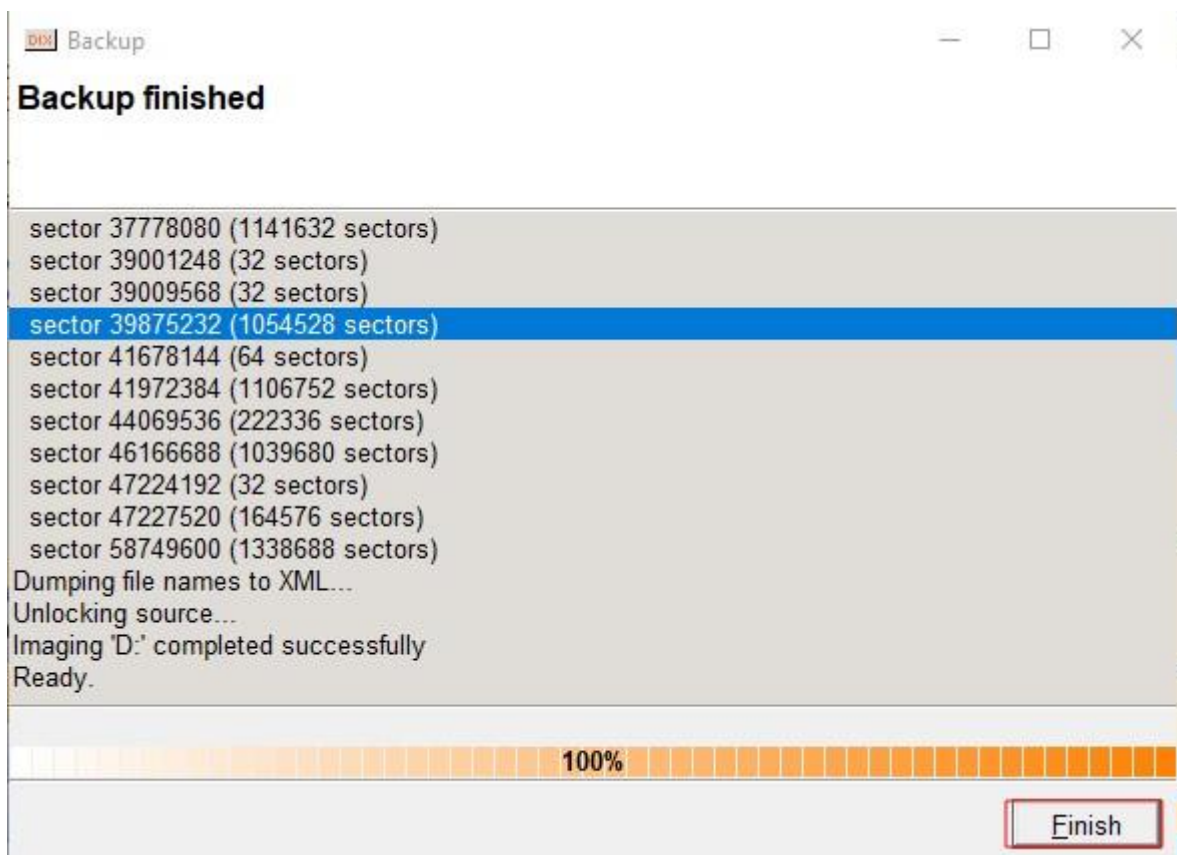 DIX Backup
Backup finished
sector 37778080 (1141632 sectors)
sector 39001248 (32 sectors)
sector 39009568 (32 sectors)
sector 39875232 (1054528 sectors)
sector 41678144 (64 sectors)
sector 41972384 (1106752 sectors)
sector 44069536 (222336 sectors)
sector 46166688 (1039680 sectors)
sector 47224192 (32 sectors)
sector 47227520 (164576 sectors)
sector 58749600 (1338688 sectors)
Dumping file names to XML...
Unlocking source...
Imaging 'D:' completed successfully
Ready.
100%
Finish